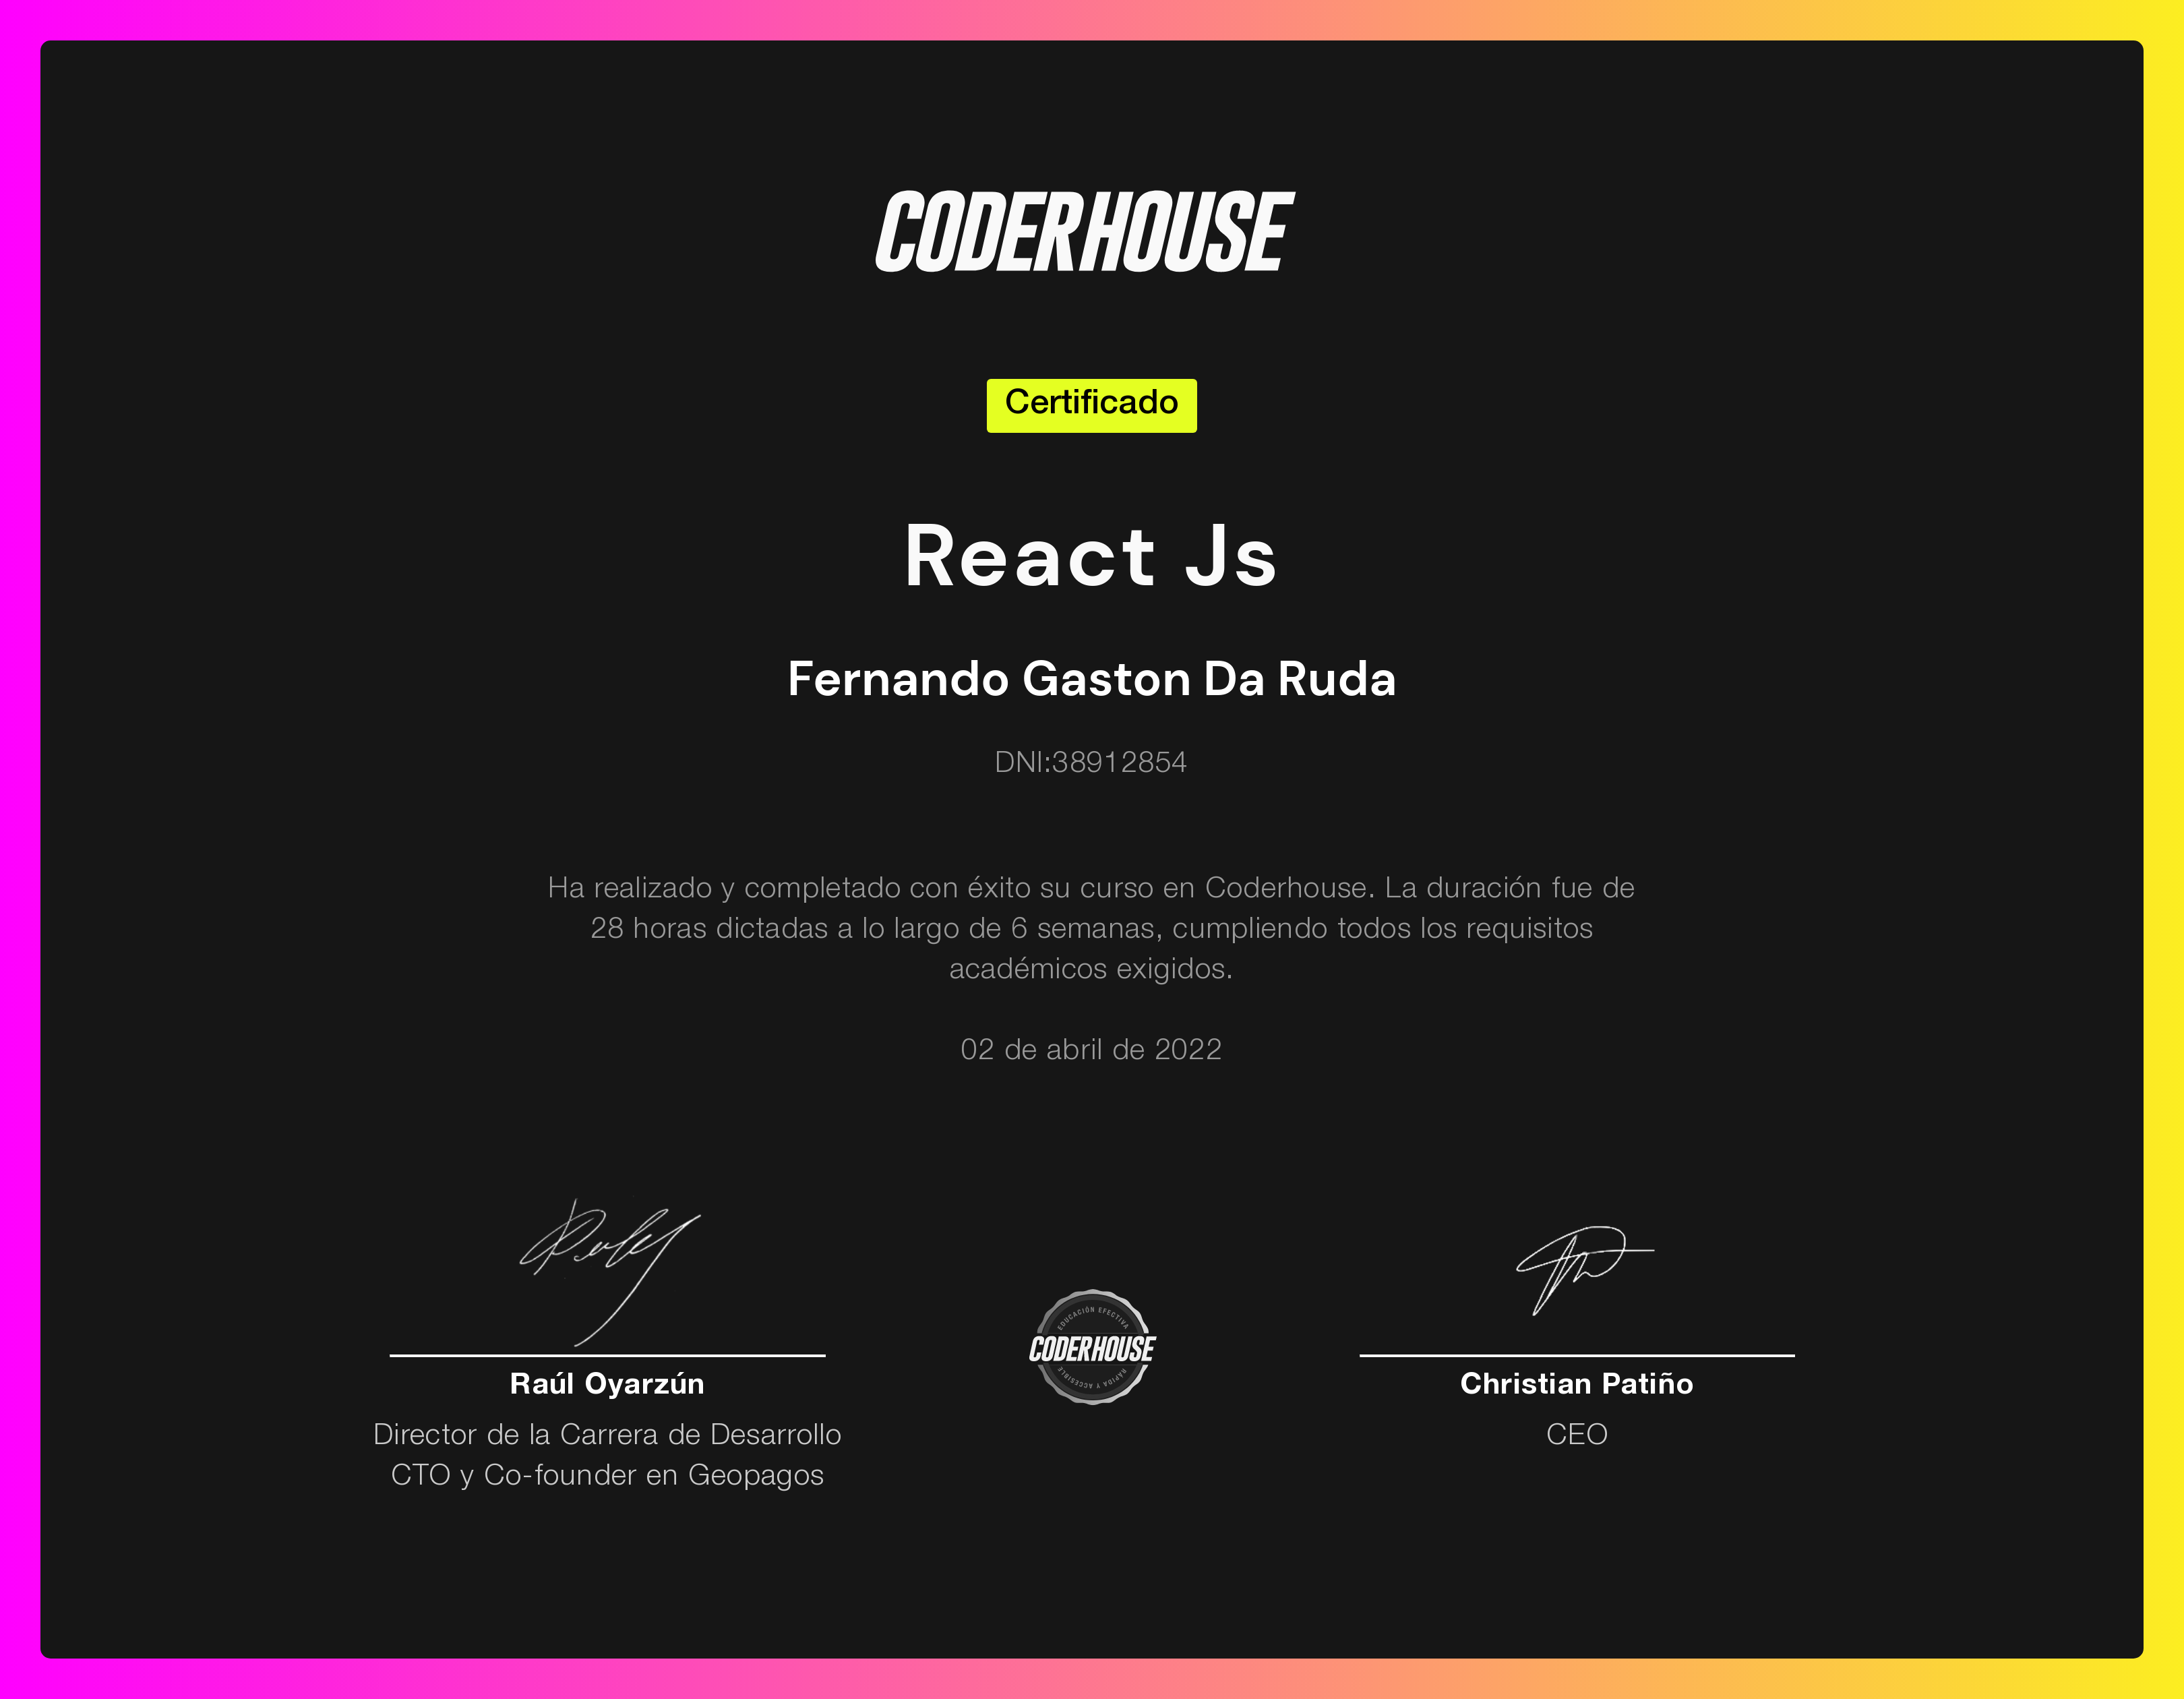 CODERHOUSE
Certificado
React Js
Fernando Gaston Da Ruda
DNI:38912854
Ha realizado y completado con éxito su curso en Coderhouse. La duración fue de
28 horas dictadas a lo largo de 6 semanas, cumpliendo todos los requisitos
académicos exigidos.
02 de abril de 2022
Raúl Oyarzún
Director de la Carrera de Desarrollo
CTO y Co-founder en Geopagos
EDUCACIÓN EFECTIVA
CODERHOUSE
RÁPIDA Y ACCESIBLE
Christian Patiño
CEO